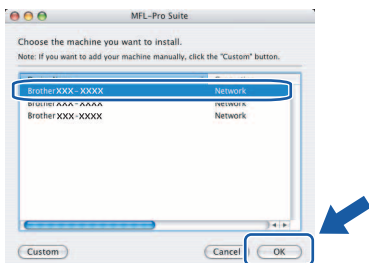 MFL-Pro Suite
Choose the machine you want to install.
Note: If you want to add your machine manually, click the "Custom" button.
Brother XXX-XXXX Network
Brother XXX-XXXX Network
Brother XXX-XXXX Network
Custom Cancel OK